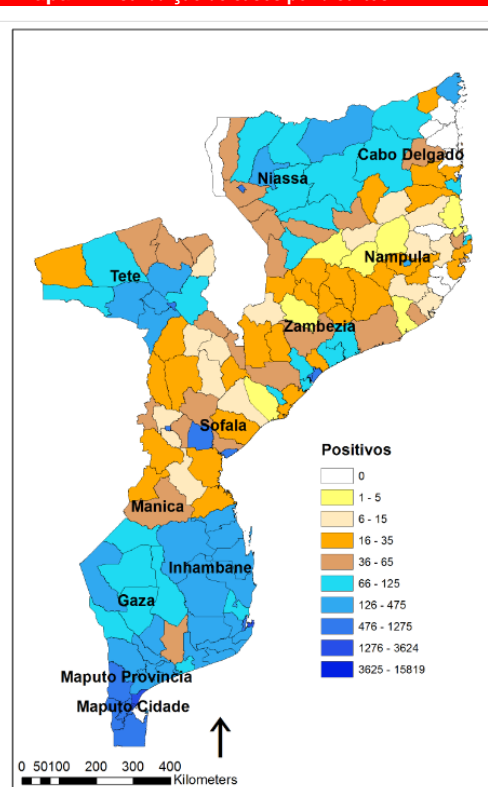 Cabo Delgado
Niassa
Nampula
Tete
Zambezia
Sofala
Manica
Inhambane
Gaza
Maputo Provincia
Maputo Cidade
Positivos
0
1 - 5
6 - 15
16 - 35
36 - 65
66 - 125
126 - 475
476 - 1275
1276 - 3624
3625 - 15819
0 50100 200 300 400
Kilometers